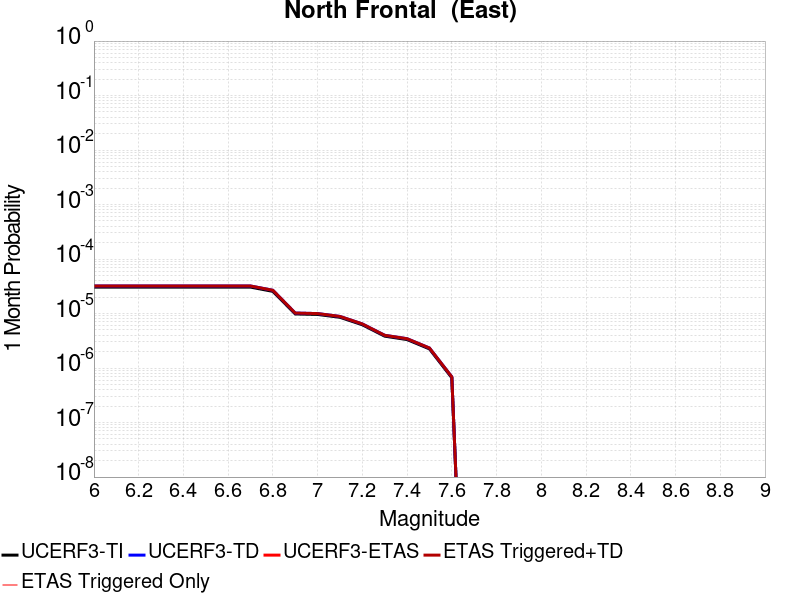 North Frontal  (East)
10^0
10^-1
10^-2
10^-3
10^-4
10^-5
10^-6
10^-7
10^-8
1 Month Probability
6 6.2 6.4 6.6 6.8 7 7.2 7.4 7.6 7.8 8 8.2 8.4 8.6 8.8 9
Magnitude
UCERF3-TI UCERF3-TD UCERF3-ETAS ETAS Triggered+TD
ETAS Triggered Only